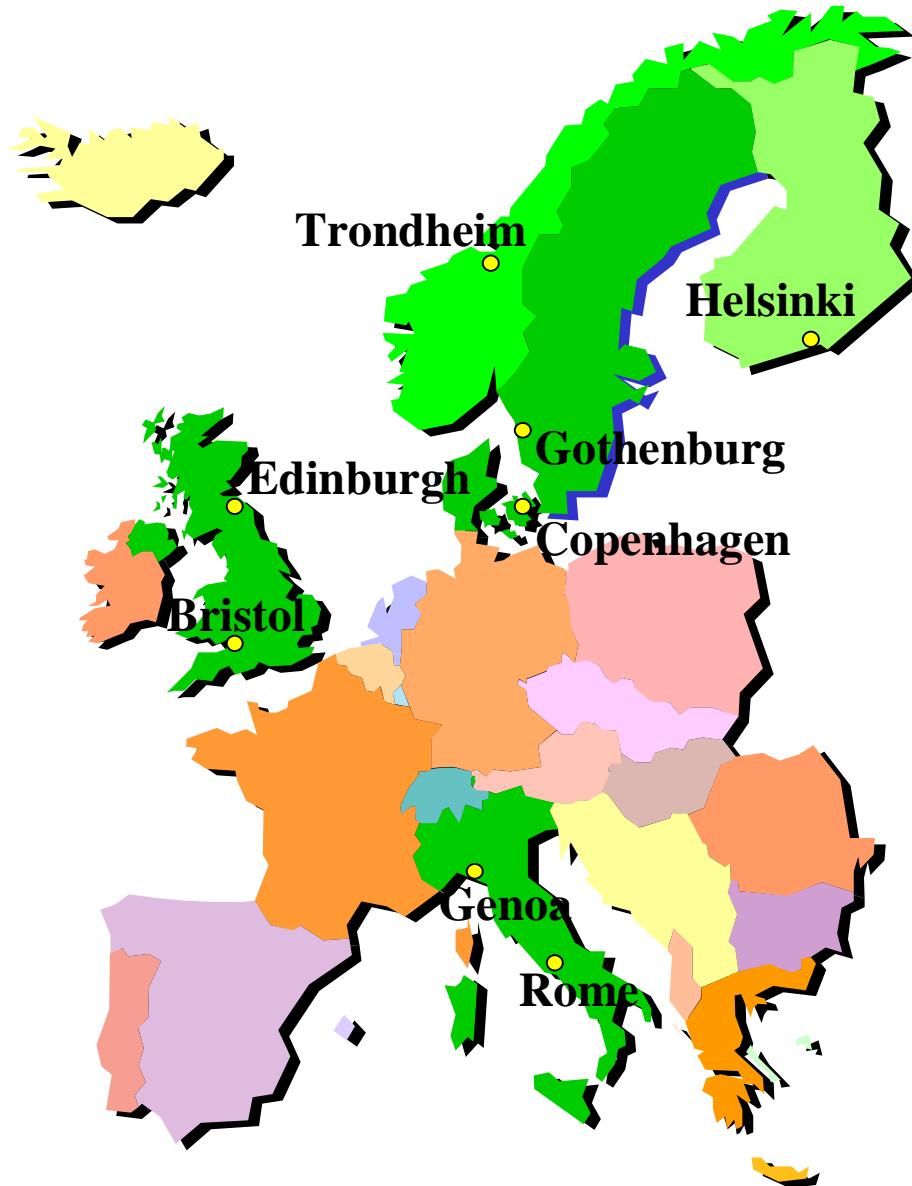 Trondheim
Helsinki
Gothenburg
Edinburgh
Copenhagen
Bristol
Genoa
Rome